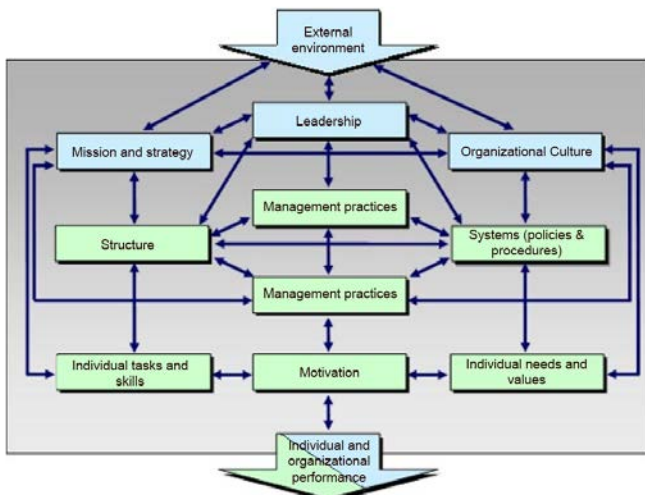 External
environment
Leadership
Mission and strategy
Organizational Culture
Management practices
Structure
Systems (policies &
procedures)
Management practices
Individual tasks and
skills
Motivation
Individual needs and
values
Individual and
organizational
performance